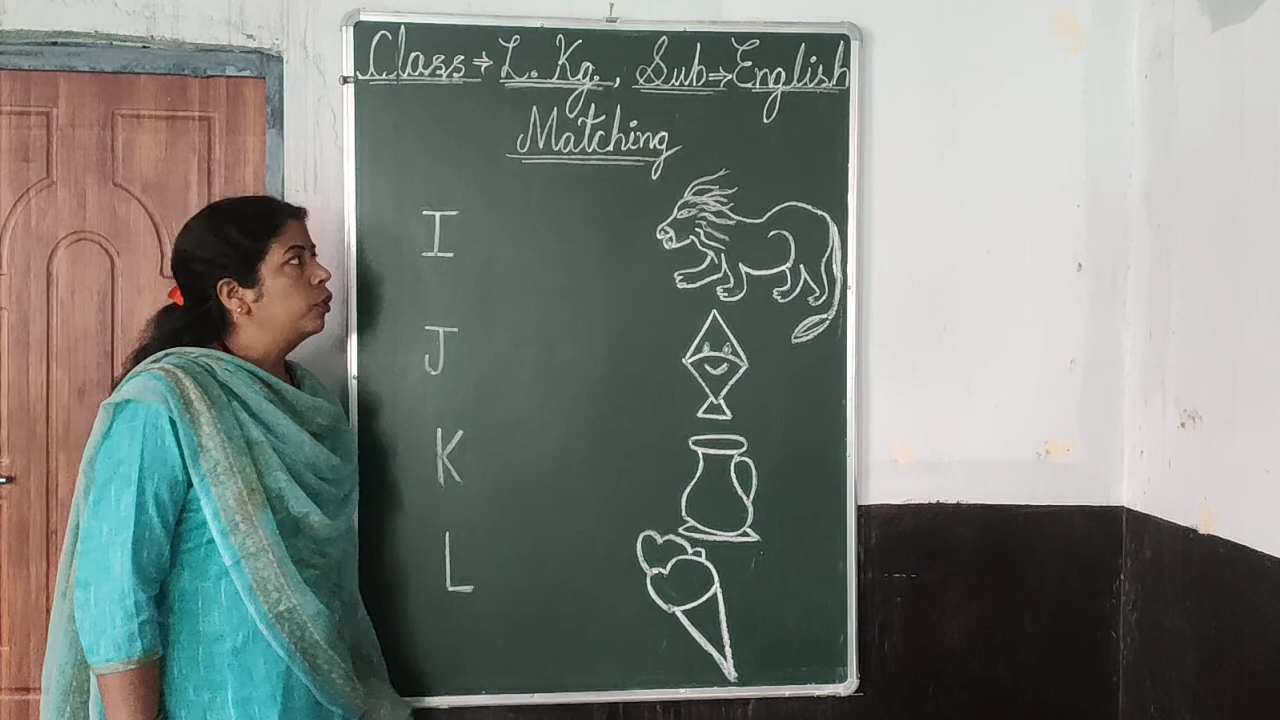 Class → L. Kg., Sub → English
Matching
I
J
K
L